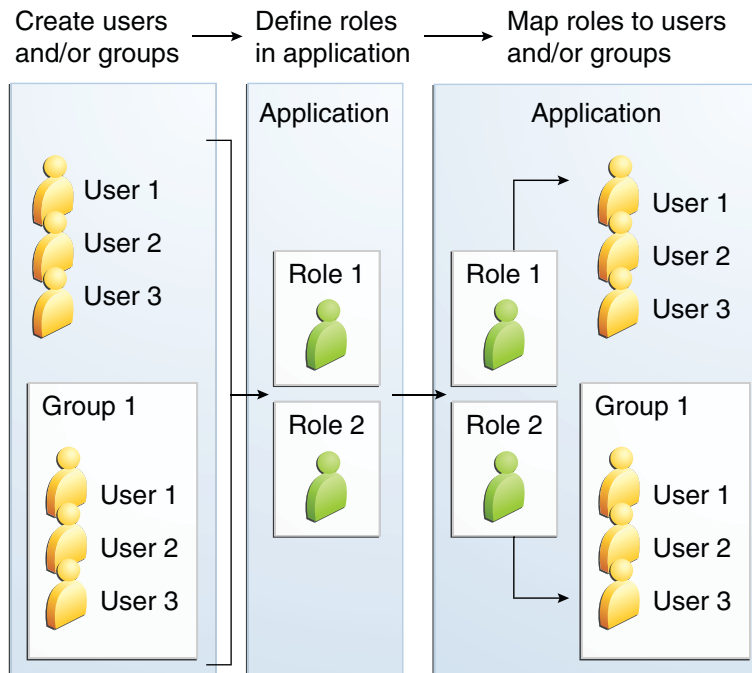 Create users
and/or groups
Define roles
in application
Map roles to users
and/or groups
User 1
User 2
User 3
Group 1
User 1
User 2
User 3
Application
Role 1
Role 2
Application
Role 1
Role 2
User 1
User 2
User 3
Group 1
User 1
User 2
User 3